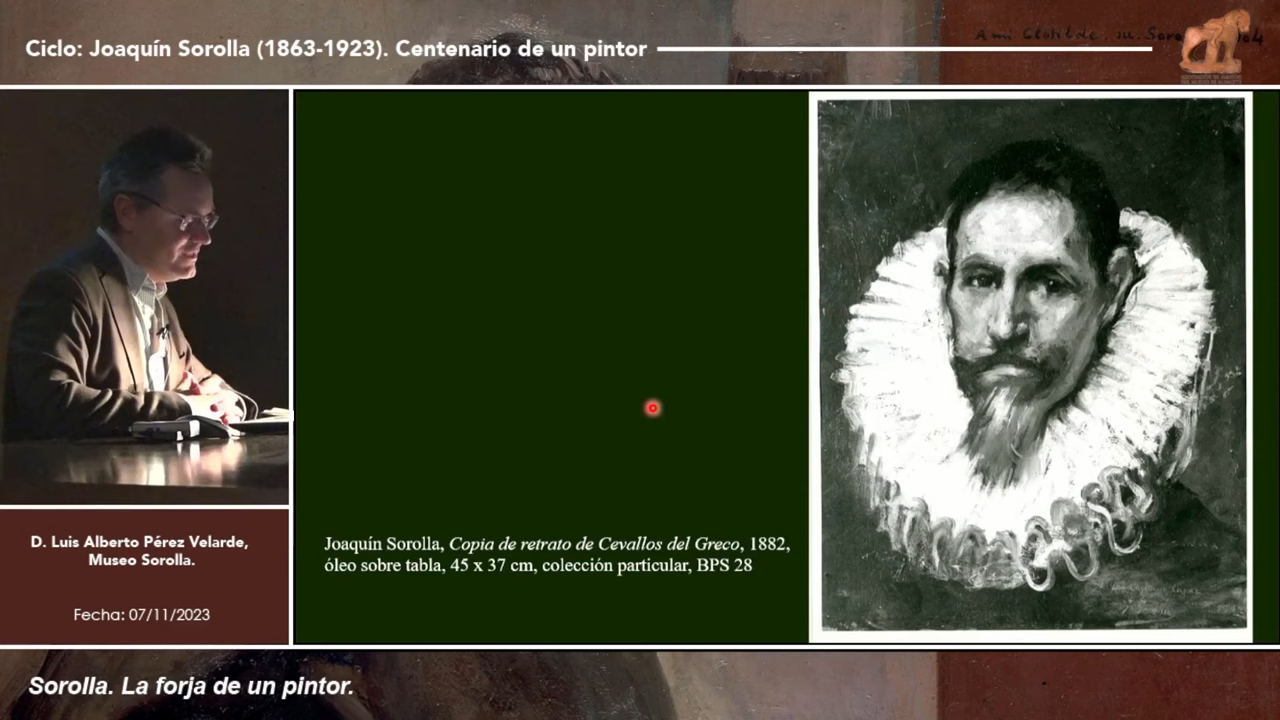 Ciclo: Joaquín Sorolla (1863-1923). Centenario de un pintor
A mi Clotilde
D. Luis Alberto Pérez Velarde,
Museo Sorolla.
Fecha: 07/11/2023
Joaquín Sorolla, Copia de retrato de Cevallos del Greco, 1882,
óleo sobre tabla, 45 x 37 cm, colección particular, BPS 28
Sorolla. La forja de un pintor.